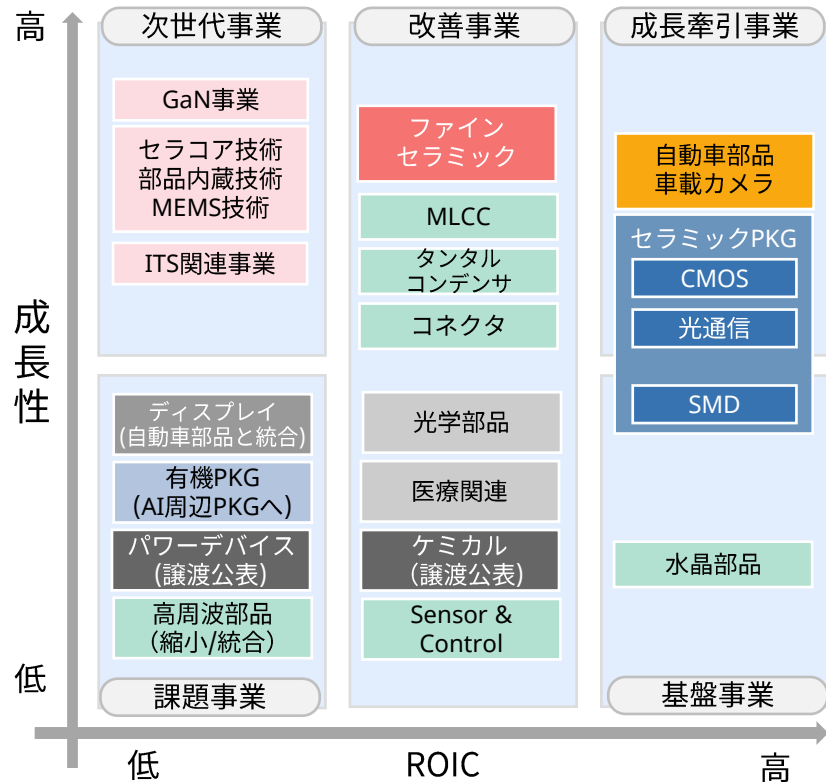 高
次世代事業
改善事業
成長牽引事業
GaN事業
セラコア技術
部品内蔵技術
MEMS技術
ITS関連事業
ファイン
セラミック
MLCC
タンタル
コンデンサ
コネクタ
自動車部品
車載カメラ
セラミックPKG
CMOS
光通信
SMD
成長性
ディスプレイ
(自動車部品と統合)
有機PKG
(AI周辺PKGへ)
パワーデバイス
(譲渡公表)
高周波部品
（縮小/統合）
光学部品
医療関連
ケミカル
（譲渡公表)
Sensor &
Control
水晶部品
低
課題事業
基盤事業
低
ROIC
高